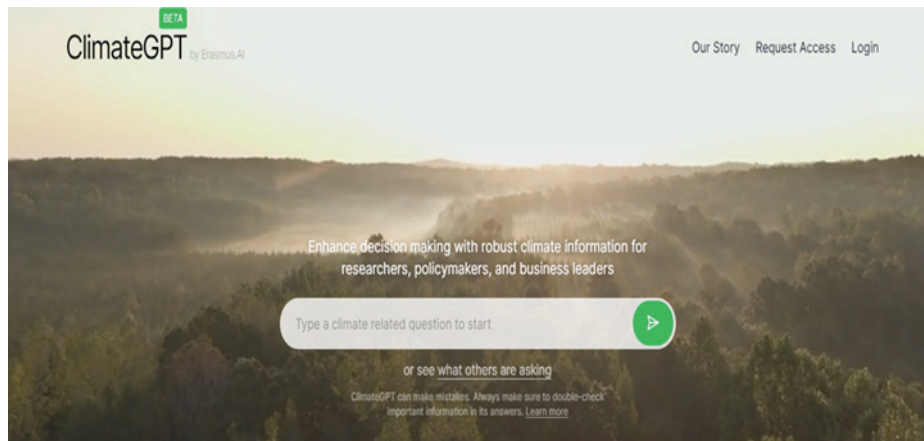 BETA
ClimateGPT by Erasmus.AI
Our Story Request Access Login
Enhance decision making with robust climate information for
researchers, policymakers, and business leaders
Type a climate related question to start
or see what others are asking
ClimateGPT can make mistakes. Always make sure to double-check
important information in its answers. Learn more